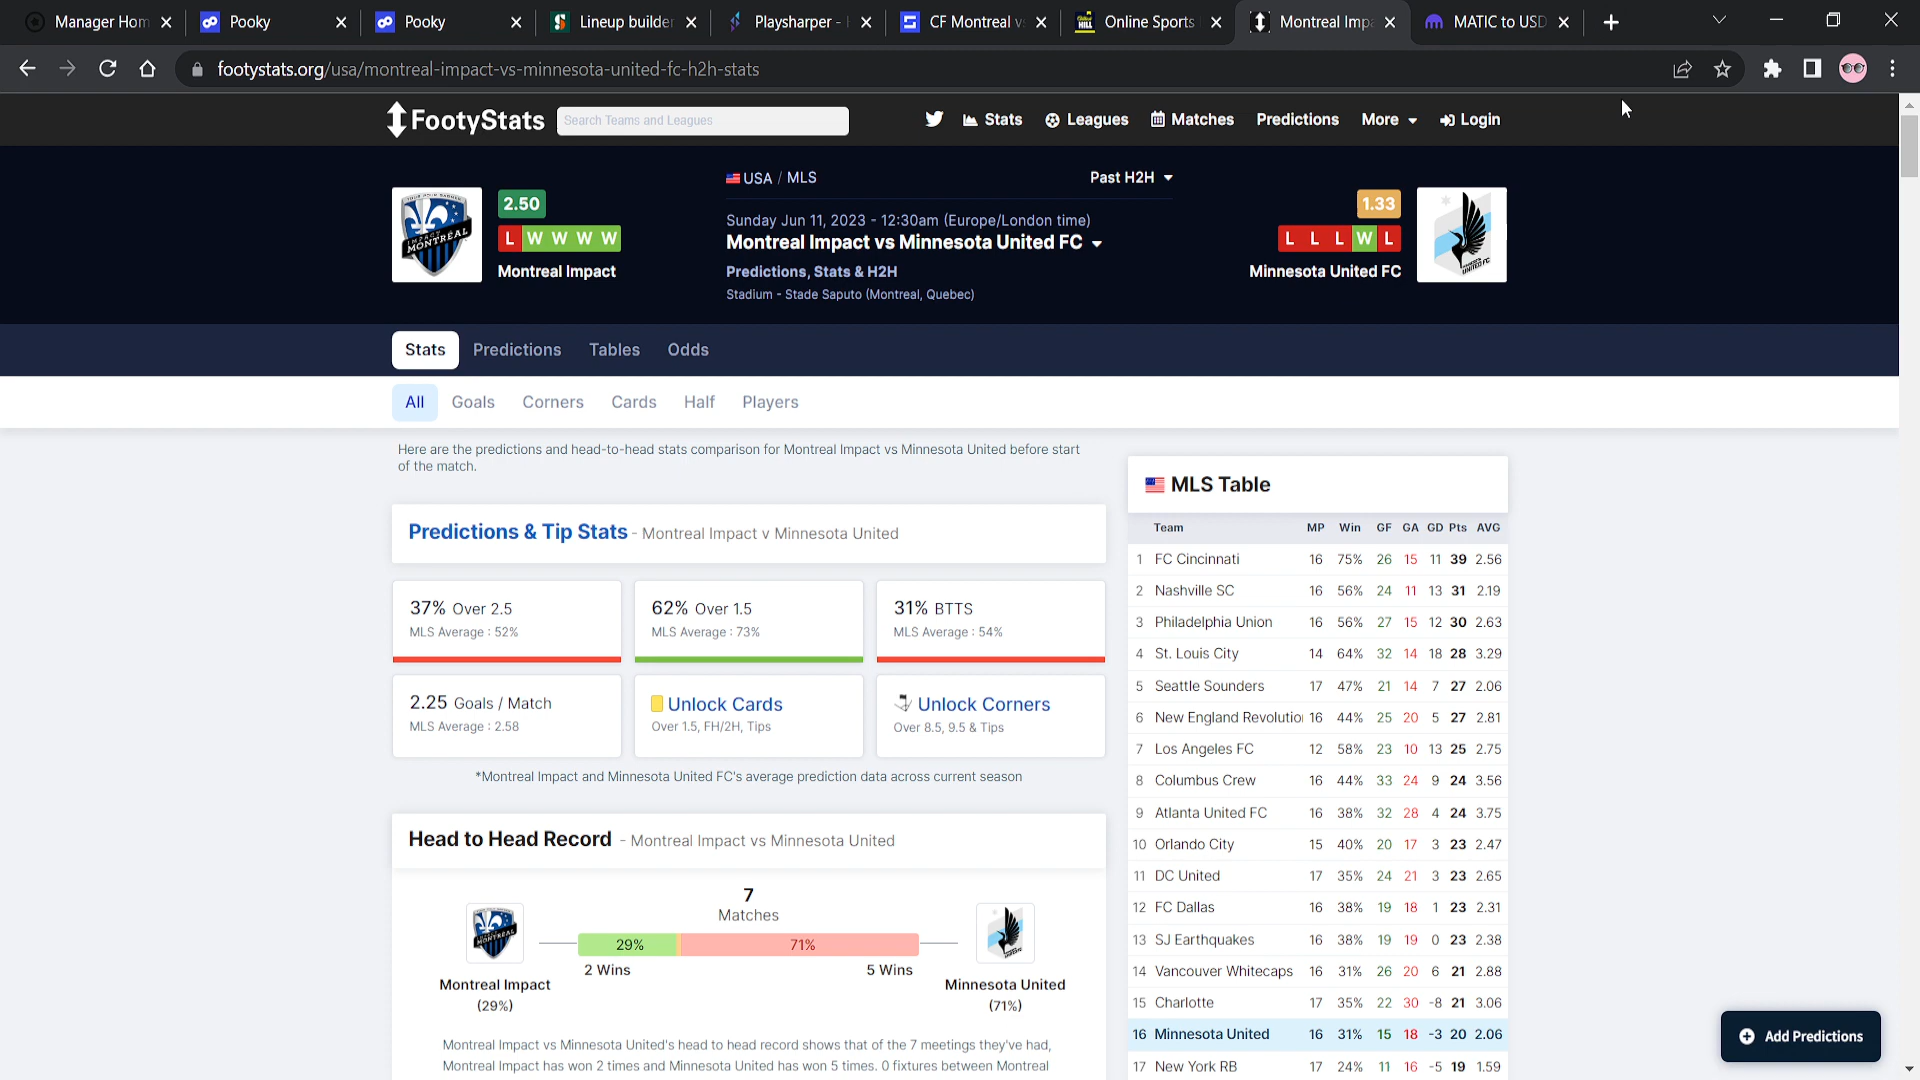 Manager Hom
Pooky
Pooky
Lineup builder
Playsharper -
CF Montreal v
Online Sports
Montreal Imp
MATIC to USD
footystats.org/usa/montreal-impact-vs-minnesota-united-fc-h2h-stats
FootyStats
Search Teams and Leagues
Stats
Leagues
Matches
Predictions
More
Login
USA / MLS
Past H2H
2.50
L W W W W
Montreal Impact
Sunday Jun 11, 2023 - 12:30am (Europe/London time)
Montreal Impact vs Minnesota United FC
Predictions, Stats & H2H
Stadium - Stade Saputo (Montreal, Quebec)
1.33
L L L W L
Minnesota United FC
Stats
Predictions
Tables
Odds
All
Goals
Corners
Cards
Half
Players
Here are the predictions and head-to-head stats comparison for Montreal Impact vs Minnesota United before start
of the match.
Predictions & Tip Stats - Montreal Impact v Minnesota United
37% Over 2.5
MLS Average : 52%
62% Over 1.5
MLS Average : 73%
31% BTTS
MLS Average : 54%
2.25 Goals / Match
MLS Average : 2.58
Unlock Cards
Over 1.5, FH/2H, Tips
Unlock Corners
Over 8.5, 9.5 & Tips
*Montreal Impact and Minnesota United FC's average prediction data across current season
Head to Head Record - Montreal Impact vs Minnesota United
7
Matches
29%
71%
2 Wins
5 Wins
Montreal Impact
(29%)
Minnesota United
(71%)
Montreal Impact vs Minnesota United's head to head record shows that of the 7 meetings they've had,
Montreal Impact has won 2 times and Minnesota United has won 5 times. 0 fixtures between Montreal
MLS Table
Team MP Win GF GA GD Pts AVG
1 FC Cincinnati 16 75% 26 15 11 39 2.56
2 Nashville SC 16 56% 24 11 13 31 2.19
3 Philadelphia Union 16 56% 27 15 12 30 2.63
4 St. Louis City 14 64% 32 14 18 28 3.29
5 Seattle Sounders 17 47% 21 14 7 27 2.06
6 New England Revolutio 16 44% 25 20 5 27 2.81
7 Los Angeles FC 12 58% 23 10 13 25 2.75
8 Columbus Crew 16 44% 33 24 9 24 3.56
9 Atlanta United FC 16 38% 32 28 4 24 3.75
10 Orlando City 15 40% 20 17 3 23 2.47
11 DC United 17 35% 24 21 3 23 2.65
12 FC Dallas 16 38% 19 18 1 23 2.31
13 SJ Earthquakes 16 38% 19 19 0 23 2.38
14 Vancouver Whitecaps 16 31% 26 20 6 21 2.88
15 Charlotte 17 35% 22 30 -8 21 3.06
16 Minnesota United 16 31% 15 18 -3 20 2.06
17 New York RB 17 24% 11 16 -5 19 1.59
Add Predictions